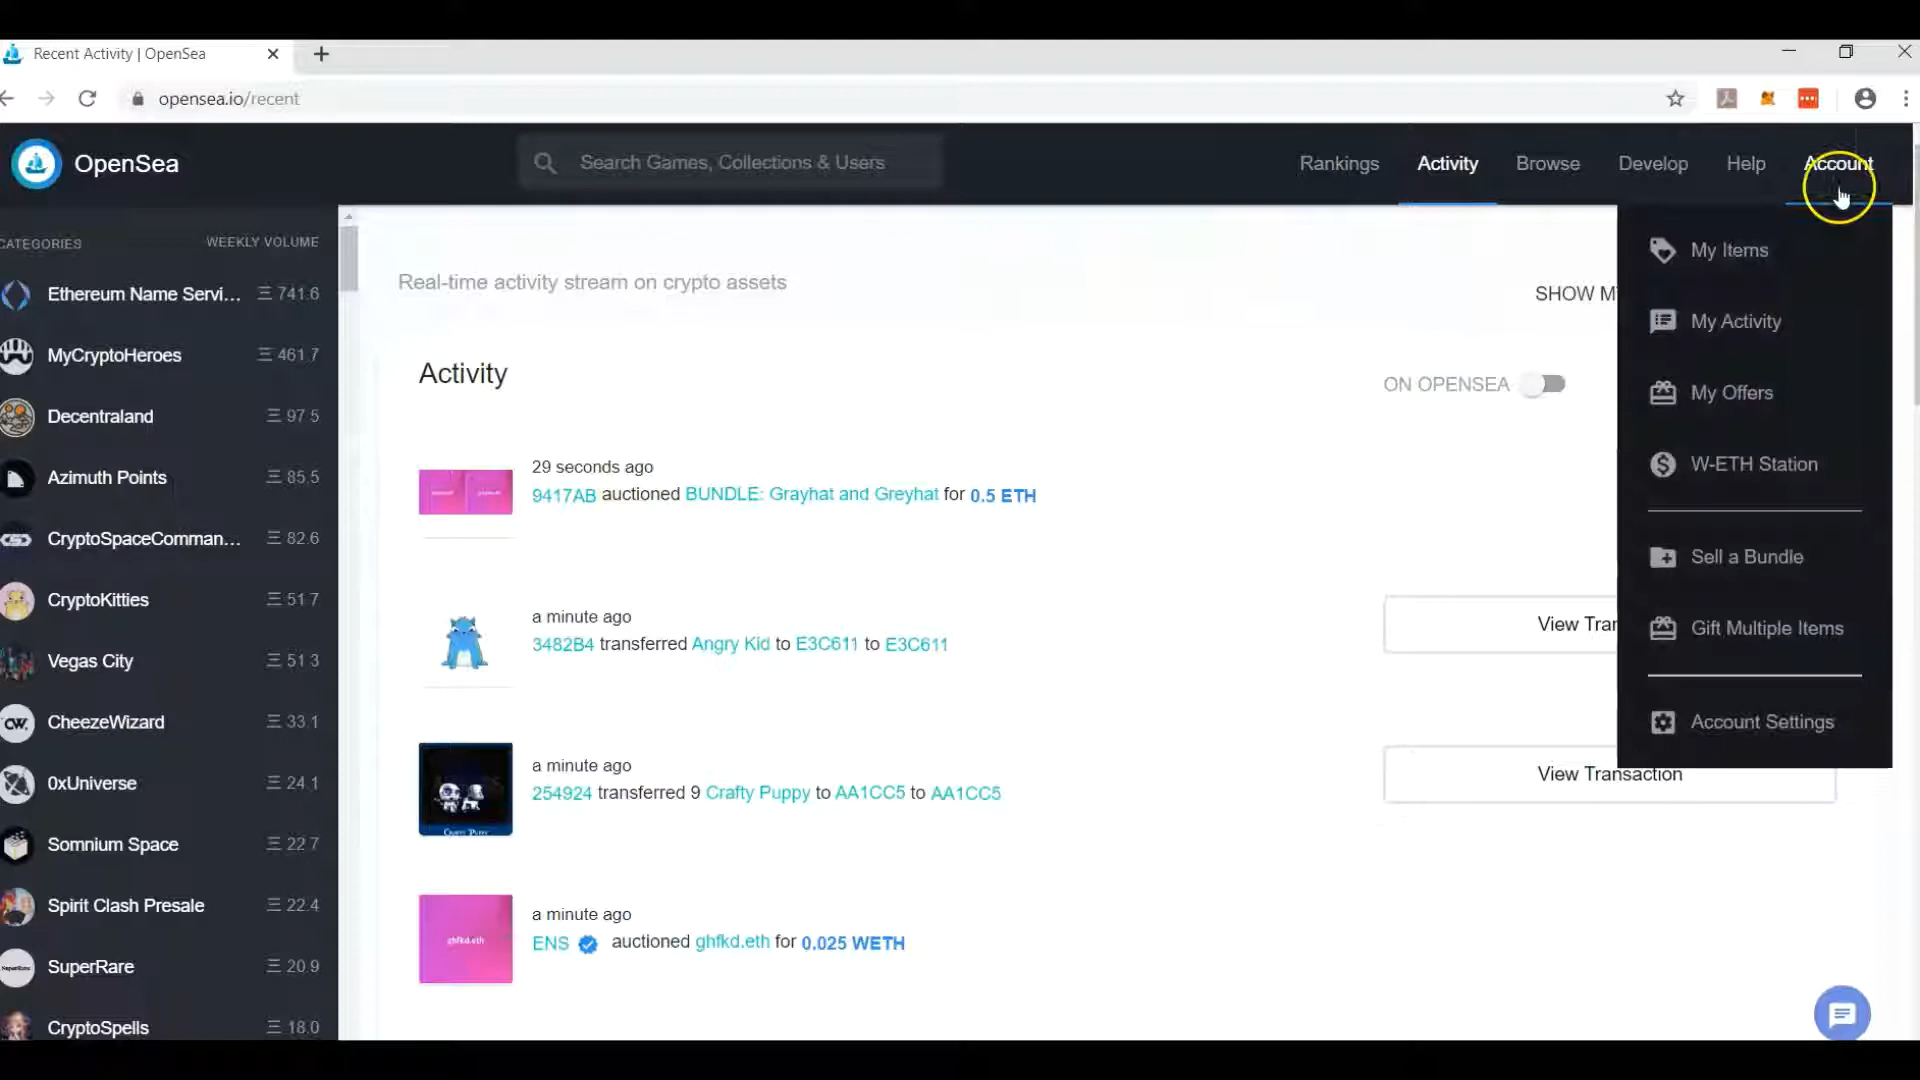 Recent Activity | OpenSea
opensea.io/recent
OpenSea
Search Games, Collections & Users
Rankings
Activity
Browse
Develop
Help
Account
CATEGORIES
WEEKLY VOLUME
Ethereum Name Servi... 741.6
MyCryptoHeroes 461.7
Decentraland 97.5
Azimuth Points 85.5
CryptoSpaceComman... 82.6
CryptoKitties 51.7
Vegas City 51.3
CheezeWizard 33.1
0xUniverse 24.1
Somnium Space 22.7
Spirit Clash Presale 22.4
SuperRare 20.9
CryptoSpells 18.0
Real-time activity stream on crypto assets
SHOW M
Activity
ON OPENSEA
29 seconds ago
9417AB auctioned BUNDLE: Grayhat and Greyhat for 0.5 ETH
a minute ago
3482B4 transferred Angry Kid to E3C611 to E3C611
View Tran
a minute ago
254924 transferred 9 Crafty Puppy to AA1CC5 to AA1CC5
CRAFTY PUPPY
View Transaction
a minute ago
ENS auctioned ghfkd.eth for 0.025 WETH
ghfkd.eth
My Items
My Activity
My Offers
W-ETH Station
Sell a Bundle
Gift Multiple Items
Account Settings